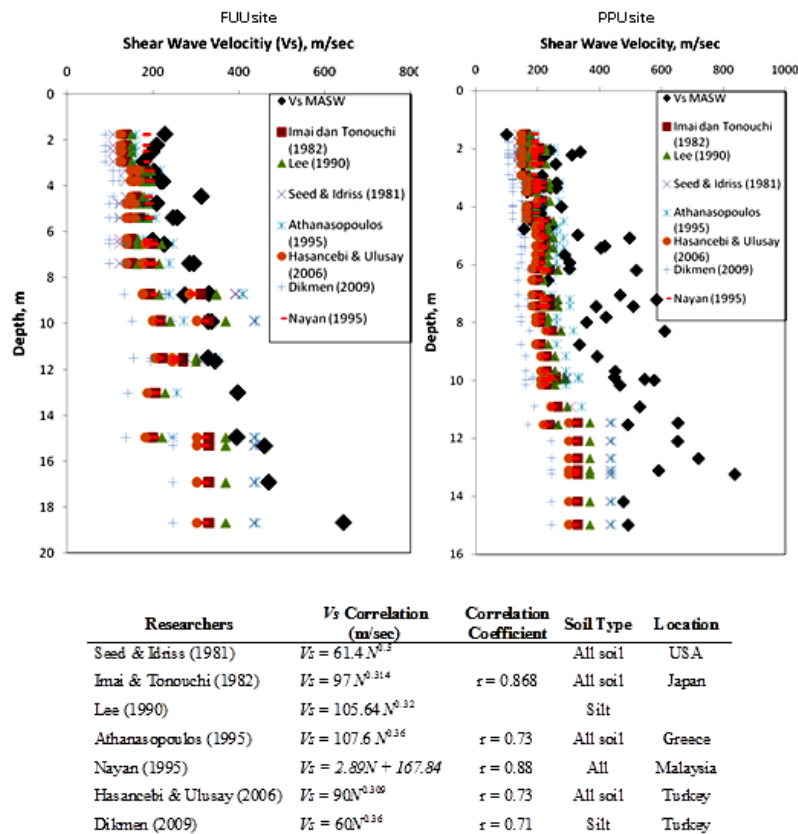 FUUsite
Shear Wave Velocitiy (Vs), m/sec
0 200 400 600 800
0
2
4
6
8
10
12
14
16
18
20
Depth, m
Vs MASW
Imai dan Tonouchi
(1982)
Lee (1990)
Seed & Idriss (1981)
Athanasopoulos
(1995)
Hasancebi & Ulusay
(2006)
Dikmen (2009)
Nayan (1995)
PPUsite
Shear Wave Velocity, m/sec
0 200 400 600 800 1000
0
2
4
6
8
10
12
14
16
Depth, m
Vs MASW
Imai dan Tonouchi
(1982)
Lee (1990)
Seed & Idriss (1981)
Athanasopoulos
(1995)
Hasancebi & Ulusay
(2006)
Dikmen (2009)
Nayan (1995)
Researchers Vs Correlation (m/sec) Correlation Coefficient Soil Type Location
Seed & Idriss (1981) Vs = 61.4 N^0.5 All soil USA
Imai & Tonouchi (1982) Vs = 97 N^0.314 r = 0.868 All soil Japan
Lee (1990) Vs = 105.64 N^0.32 Silt
Athanasopoulos (1995) Vs = 107.6 N^0.36 r = 0.73 All soil Greece
Nayan (1995) Vs = 2.89N + 167.84 r = 0.88 All Malaysia
Hasancebi & Ulusay (2006) Vs = 90N^0.309 r = 0.73 All soil Turkey
Dikmen (2009) Vs = 60N^0.36 r = 0.71 Silt Turkey